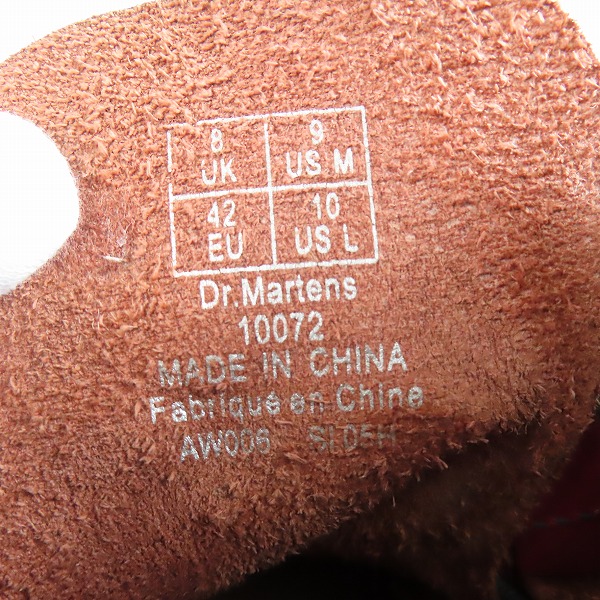 8 9
UK US M
42 10
EU US L
Dr.Martens
10072
MADE IN CHINA
Fabriqué en Chine
AW006 SL05H